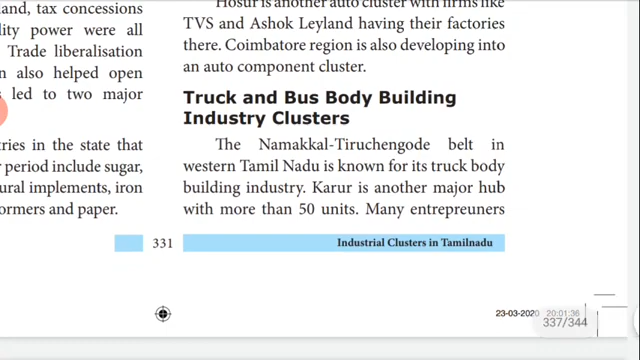 land, tax concessions
ity power were all
Trade liberalisation
n also helped open
s led to two major
tries in the state that
period include sugar,
ural implements, iron
ormers and paper.
Hosur is another auto cluster with firms like
TVS and Ashok Leyland having their factories
there. Coimbatore region is also developing into
an auto component cluster.
Truck and Bus Body Building
Industry Clusters
The Namakkal-Tiruchengode belt in
western Tamil Nadu is known for its truck body
building industry. Karur is another major hub
with more than 50 units. Many entrepreuners
331
Industrial Clusters in Tamilnadu
23-03-2020 20:01:36
337/344